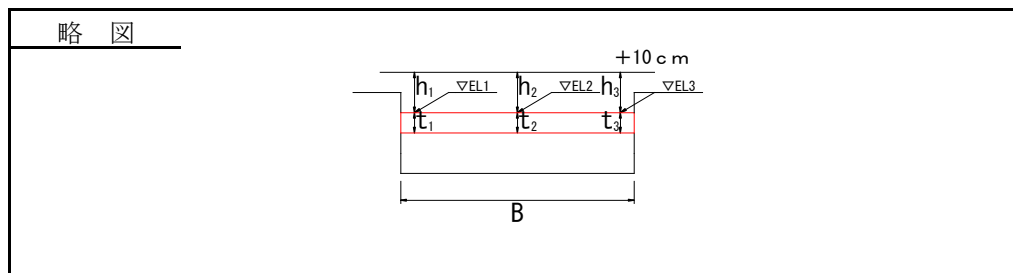 略 図
+10ｃｍ
h₁ ▽EL1 h₂ ▽EL2 h₃ ▽EL3
t₁ t₂ t₃
B